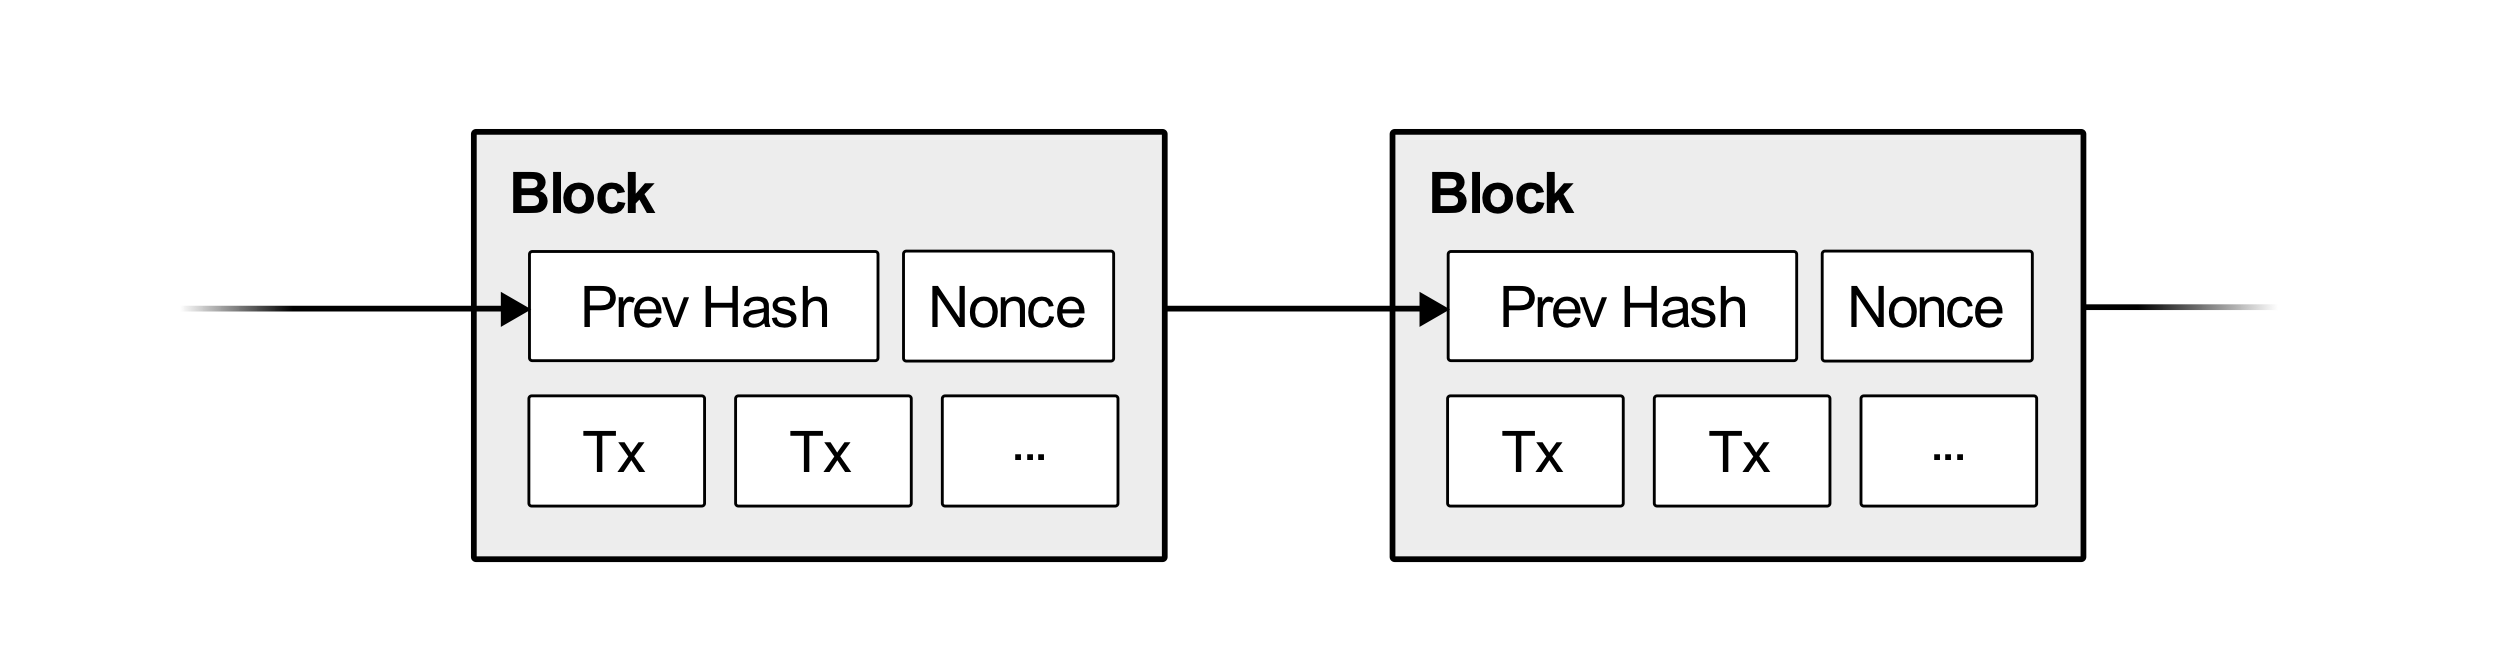 Block
Prev Hash
Nonce
Tx
Tx
...
Block
Prev Hash
Nonce
Tx
Tx
...